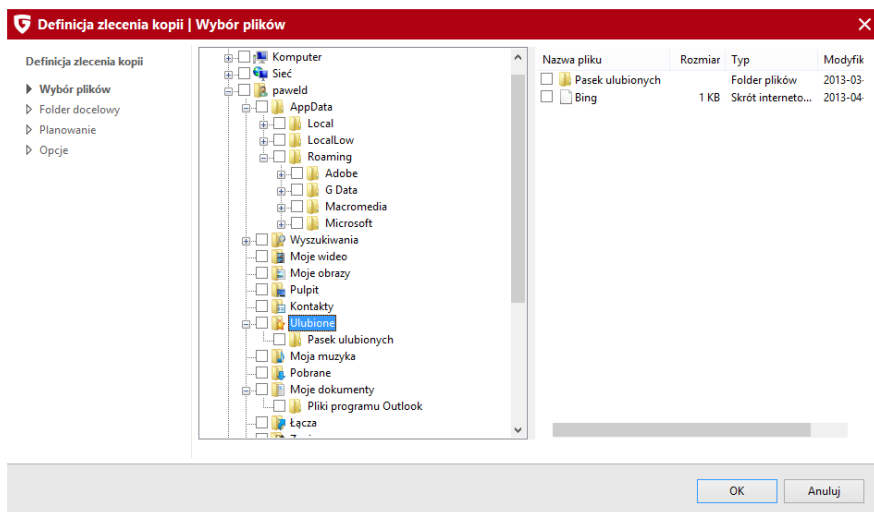 Definicja zlecenia kopii | Wybór plików
Definicja zlecenia kopii
Wybór plików
Folder docelowy
Planowanie
Opcje
Komputer
Sieć
paweld
AppData
Local
LocalLow
Roaming
Adobe
G Data
Macromedia
Microsoft
Wyszukiwania
Moje wideo
Moje obrazy
Pulpit
Kontakty
Ulubione
Pasek ulubionych
Moja muzyka
Pobrane
Moje dokumenty
Pliki programu Outlook
Łącza
Nazwa pliku Rozmiar Typ Modyfik
Pasek ulubionych Folder plików 2013-03-
Bing 1 KB Skrót interneto... 2013-04-
OK Anuluj